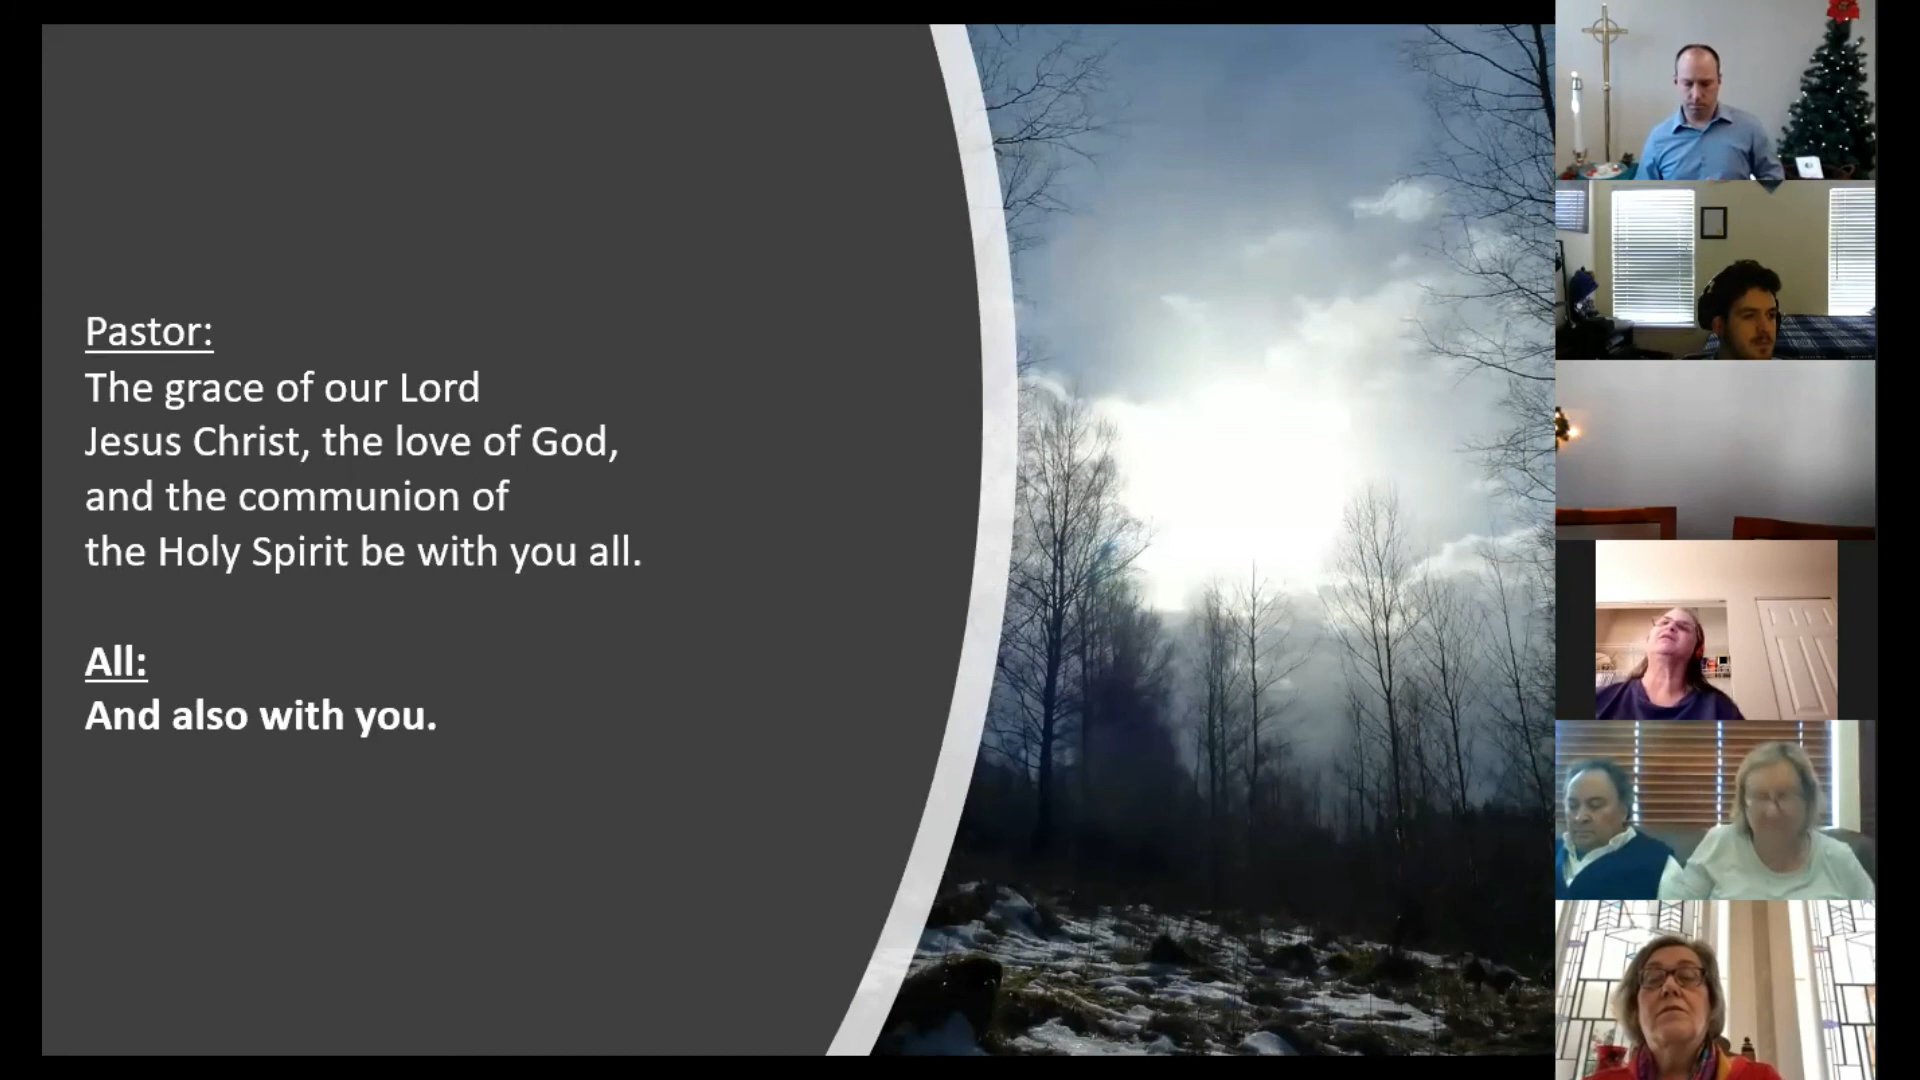 Pastor:
The grace of our Lord
Jesus Christ, the love of God,
and the communion of
the Holy Spirit be with you all.
All:
And also with you.